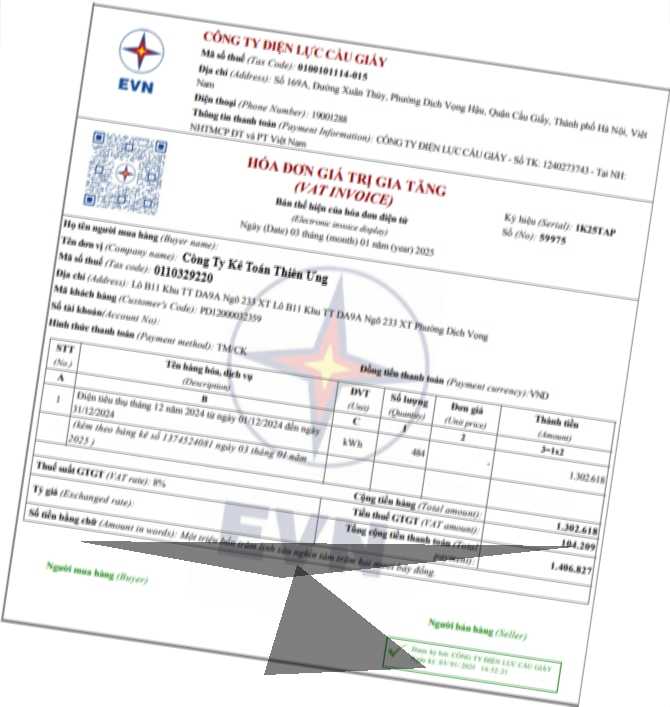 CÔNG TY ĐIỆN LỰC CẦU GIẤY
Mã số thuế (Tax Code): 0100101114-015
Địa chỉ (Address): Số 169A, Đường Xuân Thủy, Phường Dịch Vọng Hậu, Quận Cầu Giấy, Thành phố Hà Nội, Việt
Nam
Điện thoại (Phone Number): 19001288
Thông tin thanh toán (Payment Information): CÔNG TY ĐIỆN LỰC CẦU GIẤY - Số TK: 1240273743 - Tại NH:
NHTMCP ĐT và PT Việt Nam
EVN
HÓA ĐƠN GIÁ TRỊ GIA TĂNG
(VAT INVOICE)
Bản thể hiện của hóa đơn điện tử
(Electronic invoice display)
Ngày (Date) 03 tháng (month) 01 năm (year) 2025
Ký hiệu (Serial): 1K25TAP
Số (No): 59975
Họ tên người mua hàng (Buyer name):
Tên đơn vị (Company name): Công Ty Kế Toán Thiên Ưng
Mã số thuế (Tax code): 0110329220
Địa chỉ (Address): Lô B11 Khu TT DA9A Ngõ 233 XT Lô B11 Khu TT DA9A Ngõ 233 XT Phường Dịch Vọng
Mã khách hàng (Customer's Code): PD12000032359
Số tài khoản(Account No):
Hình thức thanh toán (Payment method): TM/CK
Đồng tiền thanh toán (Payment currency): VND
STT (No.) Tên hàng hóa, dịch vụ (Description) ĐVT (Unit) Số lượng (Quantity) Đơn giá (Unit price) Thành tiền (Amount)
A B C 1 2 3=1x2
1 Điện tiêu thụ tháng 12 năm 2024 từ ngày 01/12/2024 đến ngày
31/12/2024
(kèm theo bảng kê số 1374524081 ngày 03 tháng 01 năm
2025 )
kWh 484 - 1.302.618
Cộng tiền hàng (Total amount): 1.302.618
Thuế suất GTGT (VAT rate): 8% Tiền thuế GTGT (VAT amount): 104.209
Tỷ giá (Exchanged rate): Tổng cộng tiền thanh toán (Total
payment): 1.406.827
Số tiền bằng chữ (Amount in words): Một triệu bốn trăm linh sáu nghìn tám trăm hai mươi bảy đồng.
EVN
Người mua hàng (Buyer)
Người bán hàng (Seller)
Được ký bởi: CÔNG TY ĐIỆN LỰC CẦU GIẤY
Ngày ký: 03/01/2025